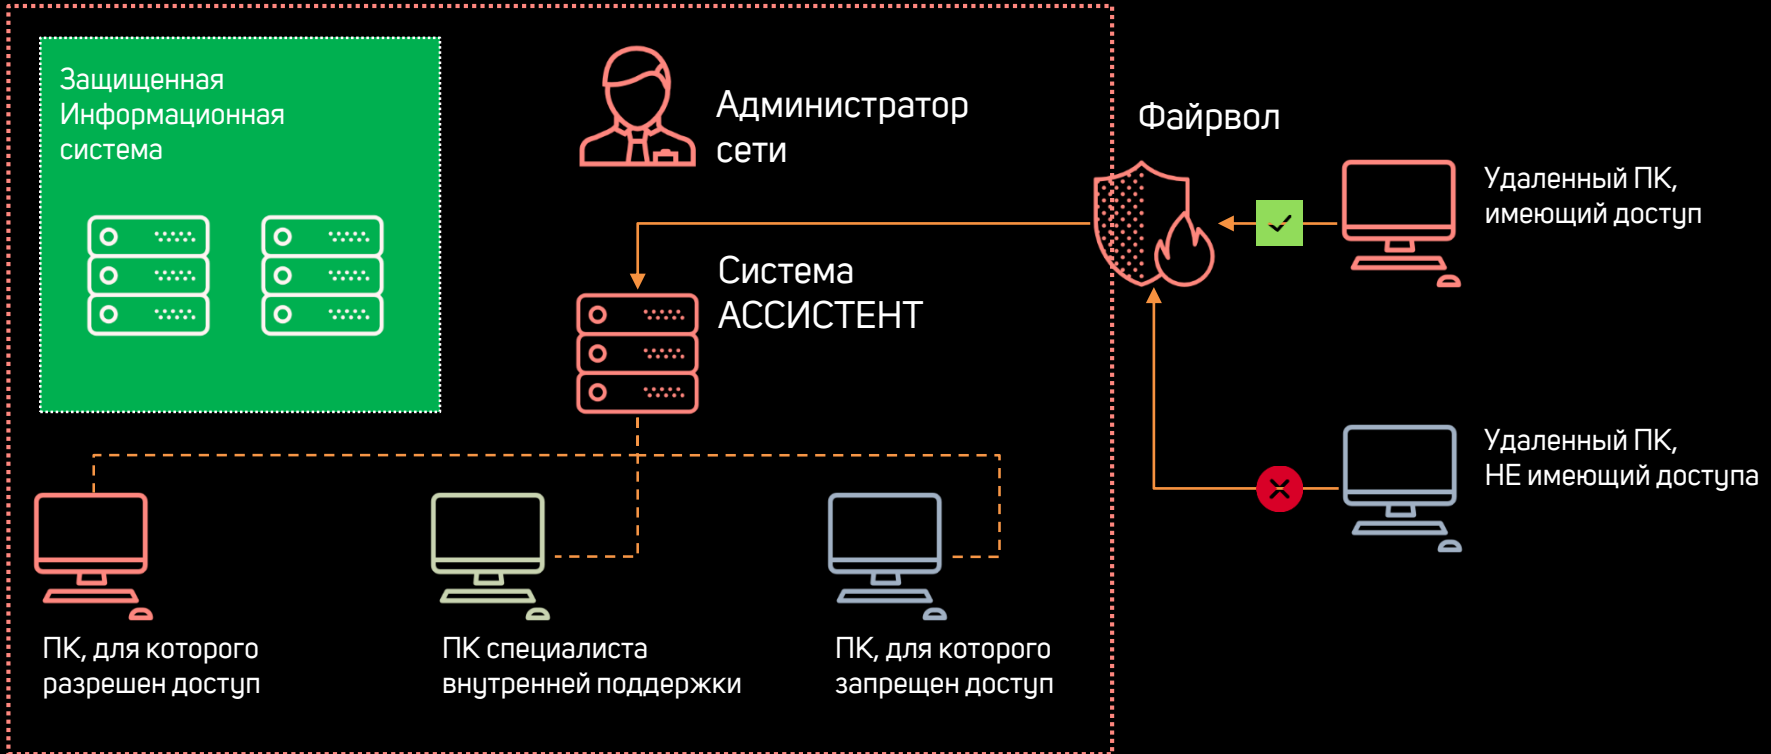 Защищенная
Информационная
система
Администратор
сети
Файрвол
Удаленный ПК,
имеющий доступ
Система
АССИСТЕНТ
Удаленный ПК,
НЕ имеющий доступа
ПК, для которого
разрешен доступ
ПК специалиста
внутренней поддержки
ПК, для которого
запрещен доступ